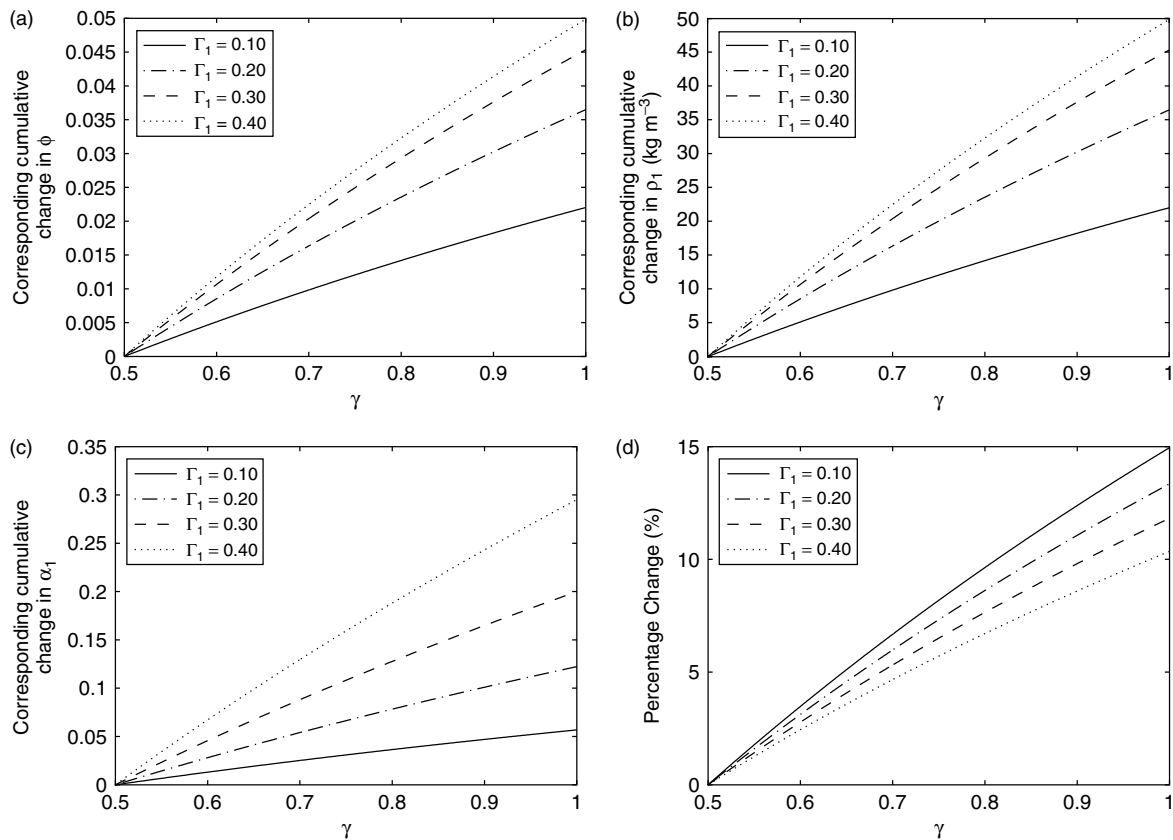 (a)
0.05
0.045
0.04
0.035
0.03
0.025
0.02
0.015
0.01
0.005
0
Corresponding cumulative
change in ϕ
Γ₁ = 0.10
Γ₁ = 0.20
Γ₁ = 0.30
Γ₁ = 0.40
0.5 0.6 0.7 0.8 0.9 1
γ
(b)
50
45
40
35
30
25
20
15
10
5
0
Corresponding cumulative
change in ρ₁ (kg m⁻³)
Γ₁ = 0.10
Γ₁ = 0.20
Γ₁ = 0.30
Γ₁ = 0.40
0.5 0.6 0.7 0.8 0.9 1
γ
(c)
0.35
0.3
0.25
0.2
0.15
0.1
0.05
0
Corresponding cumulative
change in α₁
Γ₁ = 0.10
Γ₁ = 0.20
Γ₁ = 0.30
Γ₁ = 0.40
0.5 0.6 0.7 0.8 0.9 1
γ
(d)
15
10
5
0
Percentage Change (%)
Γ₁ = 0.10
Γ₁ = 0.20
Γ₁ = 0.30
Γ₁ = 0.40
0.5 0.6 0.7 0.8 0.9 1
γ